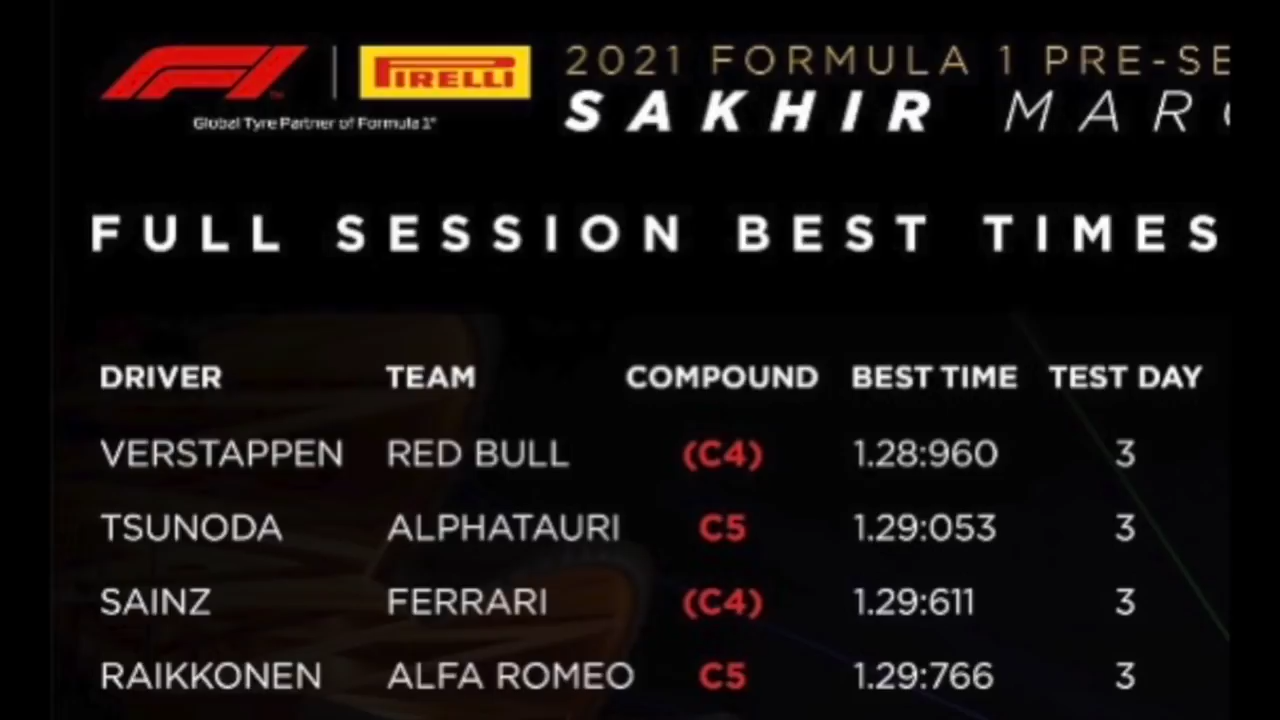 F1 PIRELLI 2021 FORMULA 1 PRE-SE
Global Tyre Partner of Formula 1® SAKHIR MARC
FULL SESSION BEST TIMES
DRIVER TEAM COMPOUND BEST TIME TEST DAY
VERSTAPPEN RED BULL (C4) 1.28:960 3
TSUNODA ALPHATAURI C5 1.29:053 3
SAINZ FERRARI (C4) 1.29:611 3
RAIKKONEN ALFA ROMEO C5 1.29:766 3